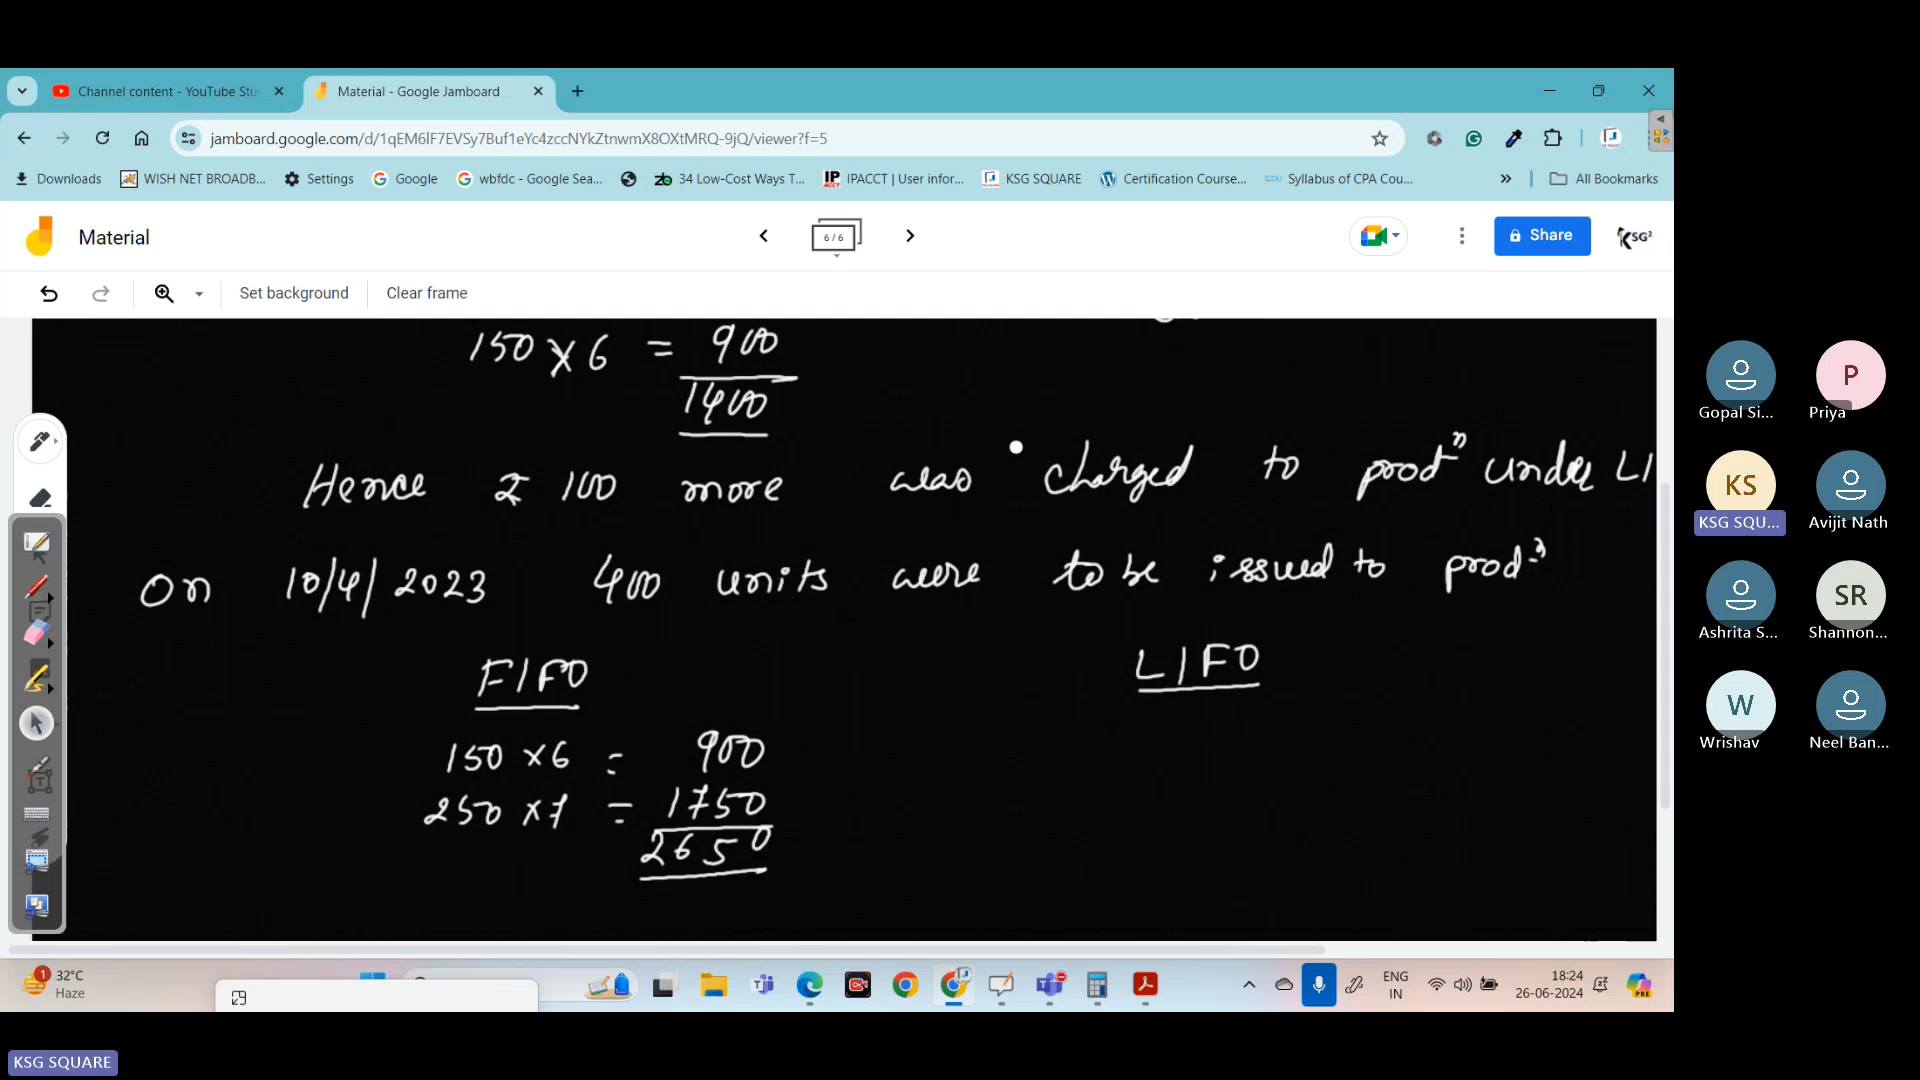 Channel content - YouTube Stu
Material - Google Jamboard
jamboard.google.com/d/1qEM6lF7EVSy7Buf1eYc4zccNYkZtnwmX8OXtMRQ-9jQ/viewer?f=5
Downloads WISH NET BROADB... Settings Google wbfdc - Google Sea... 34 Low-Cost Ways T... IPACCT | User infor... KSG SQUARE Certification Course... Syllabus of CPA Cou... » All Bookmarks
Material 6 / 6 Share KSG²
Set background Clear frame
150 × 6 = 900
1400
Hence ₹ 100 more was charged to prodⁿ under LI
On 10/4/2023 400 units were to be issued to prodⁿ
FIFO LIFO
150 × 6 = 900
250 × 7 = 1750
2650
Gopal Si... Priya
P
KS
KSG SQU... Avijit Nath
SR
Ashrita S... Shannon...
W
Wrishav Neel Ban...
1 32°C
Haze
ENG
IN
18:24
26-06-2024
PRE
KSG SQUARE